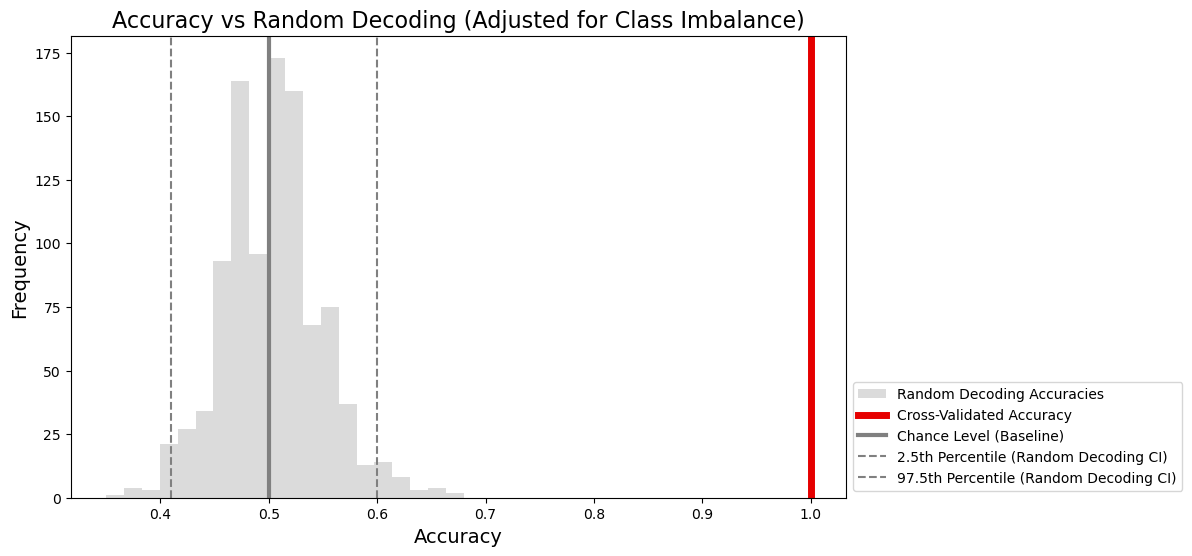 Accuracy vs Random Decoding (Adjusted for Class Imbalance)
Frequency
175
150
125
100
75
50
25
0
0.4 0.5 0.6 0.7 0.8 0.9 1.0
Accuracy
Random Decoding Accuracies
Cross-Validated Accuracy
Chance Level (Baseline)
2.5th Percentile (Random Decoding CI)
97.5th Percentile (Random Decoding CI)